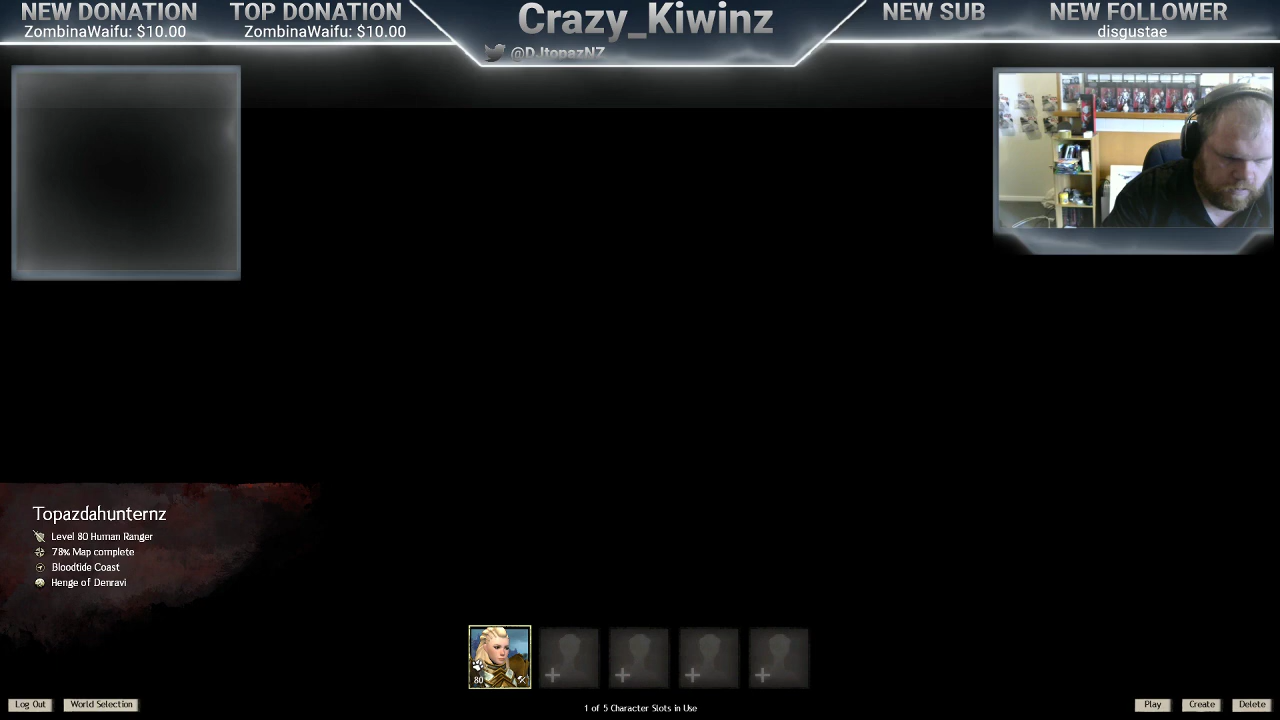 NEW DONATION
ZombinaWaifu: $10.00
TOP DONATION
ZombinaWaifu: $10.00
Crazy_Kiwinz
@DJtopazNZ
NEW SUB
NEW FOLLOWER
disgustae
Topazdahunternz
Level 80 Human Ranger
78% Map complete
Bloodtide Coast
Henge of Denravi
80
Log Out
World Selection
1 of 5 Character Slots in Use
Play
Create
Delete